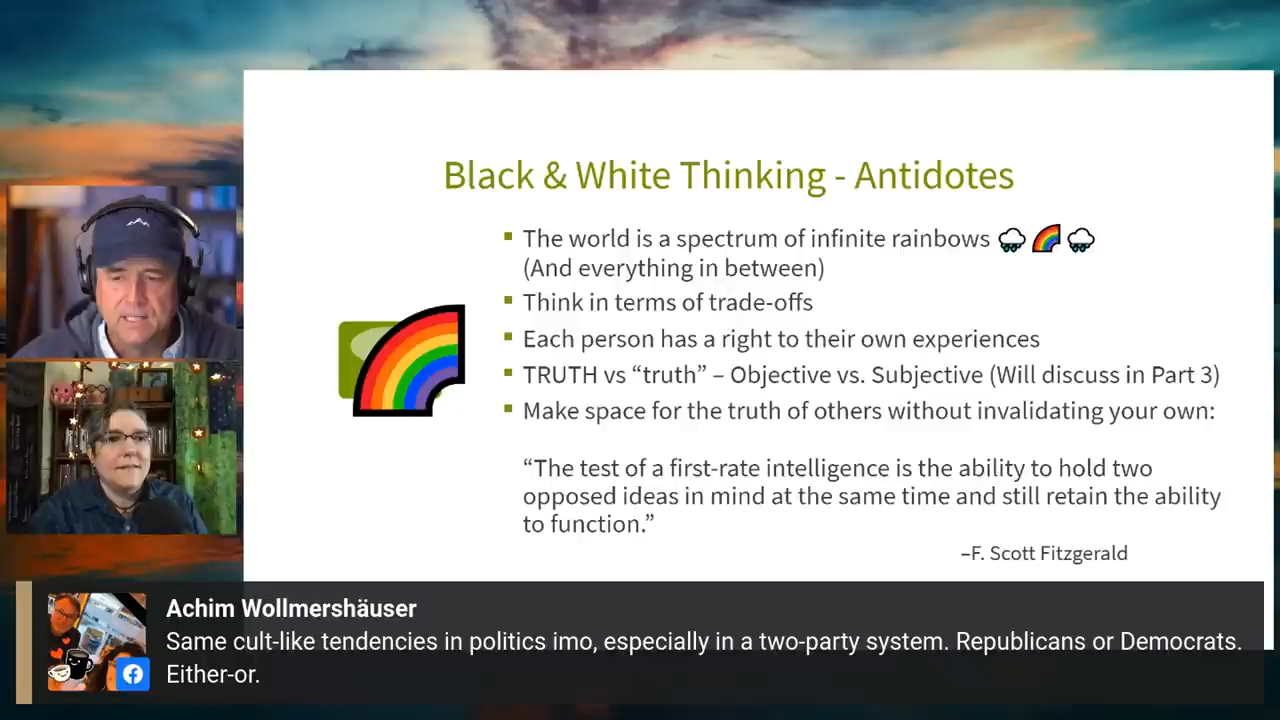 Black & White Thinking - Antidotes
▪ The world is a spectrum of infinite rainbows 🌧️🌈🌧️
(And everything in between)
▪ Think in terms of trade-offs
▪ Each person has a right to their own experiences
▪ TRUTH vs “truth” – Objective vs. Subjective (Will discuss in Part 3)
▪ Make space for the truth of others without invalidating your own:
“The test of a first-rate intelligence is the ability to hold two
opposed ideas in mind at the same time and still retain the ability
to function.”
–F. Scott Fitzgerald
Achim Wollmershäuser
Same cult-like tendencies in politics imo, especially in a two-party system. Republicans or Democrats.
Either-or.